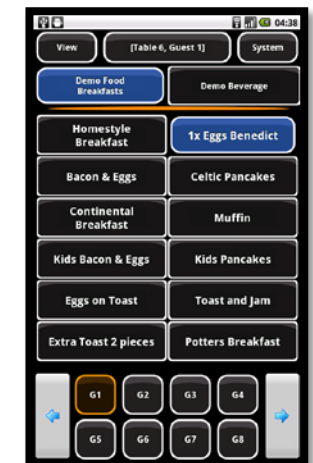 04:38
View [Table 6, Guest 1] System
Demo Food
Breakfasts
Demo Beverage
Homestyle
Breakfast
1x Eggs Benedict
Bacon & Eggs Celtic Pancakes
Continental
Breakfast
Muffin
Kids Bacon & Eggs Kids Pancakes
Eggs on Toast Toast and Jam
Extra Toast 2 pieces Potters Breakfast
G1 G2 G3 G4
G5 G6 G7 G8